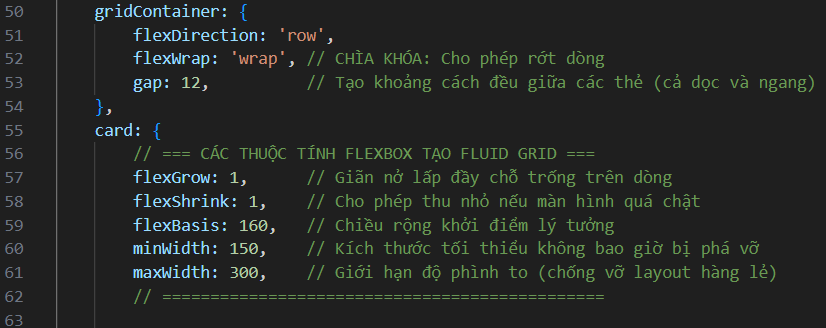 50 gridContainer: {
51 flexDirection: 'row',
52 flexWrap: 'wrap', // CHÌA KHÓA: Cho phép rớt dòng
53 gap: 12, // Tạo khoảng cách đều giữa các thẻ (cả dọc và ngang)
54 },
55 card: {
56 // === CÁC THUỘC TÍNH FLEXBOX TẠO FLUID GRID ===
57 flexGrow: 1, // Giãn nở lấp đầy chỗ trống trên dòng
58 flexShrink: 1, // Cho phép thu nhỏ nếu màn hình quá chật
59 flexBasis: 160, // Chiều rộng khởi điểm lý tưởng
60 minWidth: 150, // Kích thước tối thiểu không bao giờ bị phá vỡ
61 maxWidth: 300, // Giới hạn độ phình to (chống vỡ layout hàng lẻ)
62 // ==============================================
63